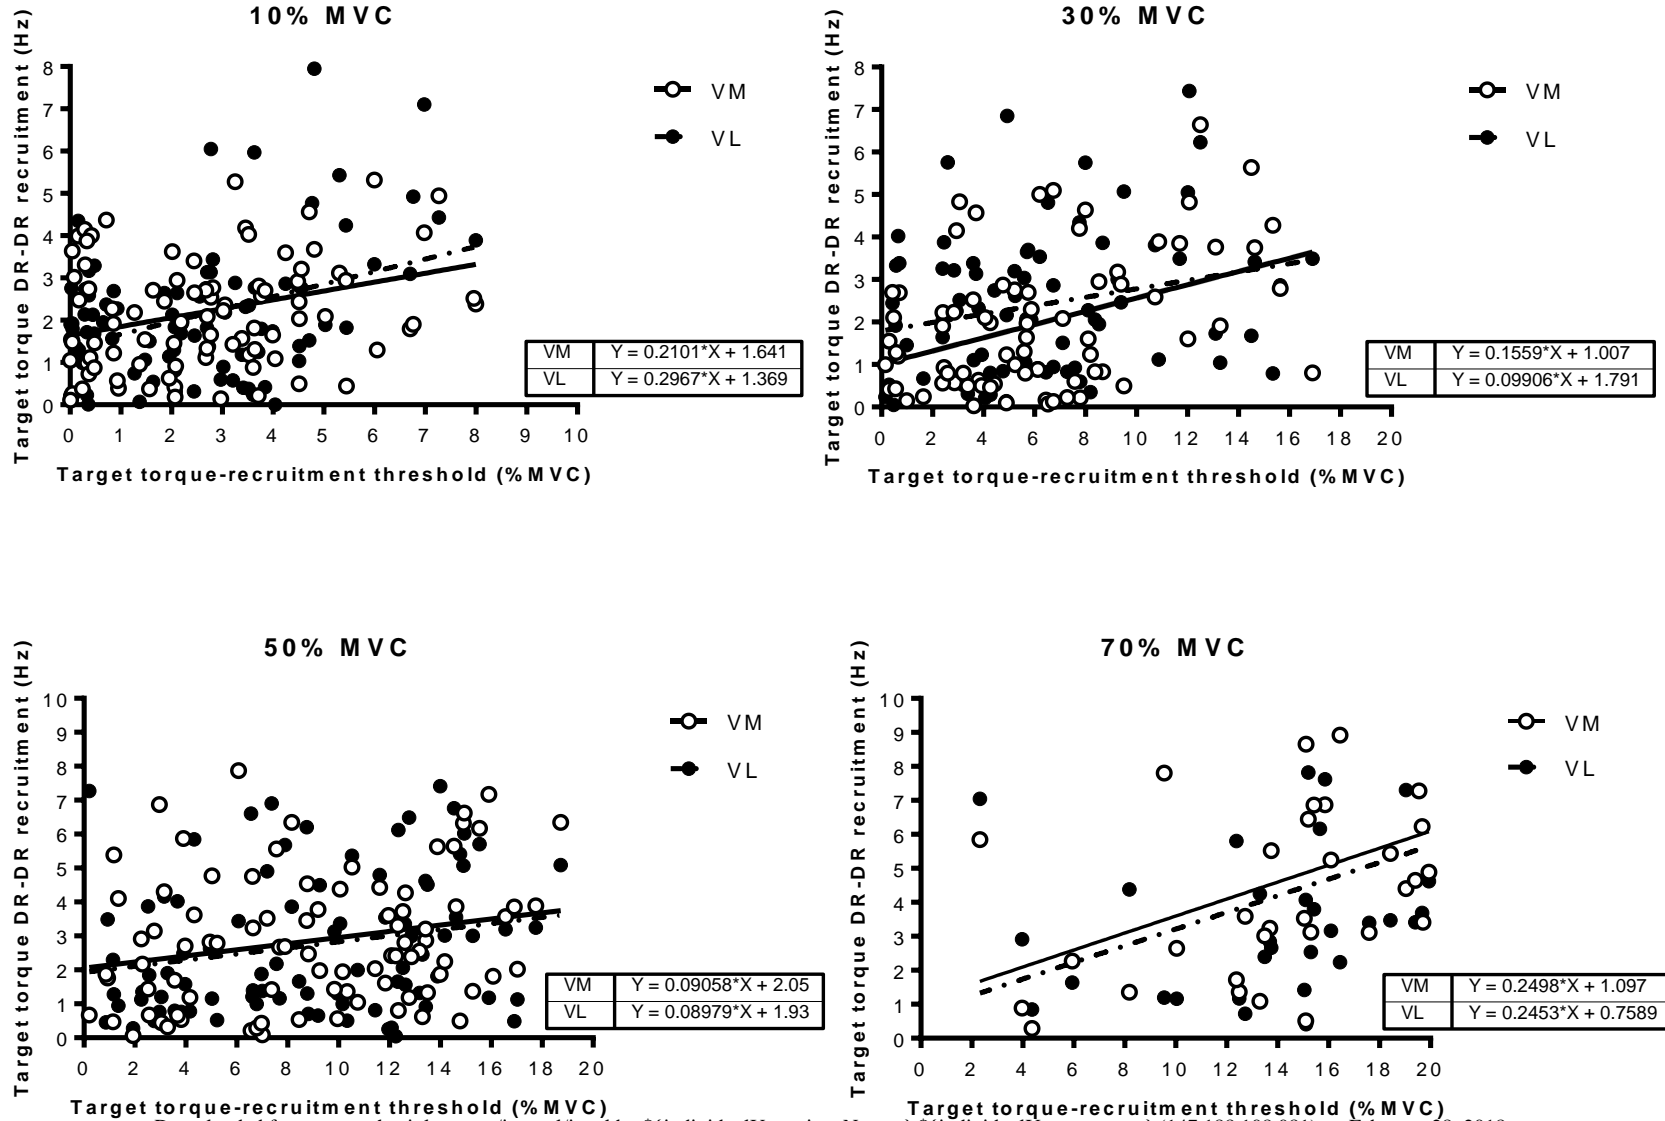 10% MVC
Target torque DR-DR recruitment (Hz)
8
7
6
5
4
3
2
1
0
0 1 2 3 4 5 6 7 8 9 10
Target torque-recruitment threshold (%MVC)
VM
VL
VM Y = 0.2101*X + 1.641
VL Y = 0.2967*X + 1.369
30% MVC
Target torque DR-DR recruitment (Hz)
8
7
6
5
4
3
2
1
0
0 2 4 6 8 10 12 14 16 18 20
Target torque-recruitment threshold (%MVC)
VM
VL
VM Y = 0.1559*X + 1.007
VL Y = 0.09906*X + 1.791
50% MVC
Target torque DR-DR recruitment (Hz)
10
9
8
7
6
5
4
3
2
1
0
0 2 4 6 8 10 12 14 16 18 20
Target torque-recruitment threshold (%MVC)
VM
VL
VM Y = 0.09058*X + 2.05
VL Y = 0.08979*X + 1.93
70% MVC
Target torque DR-DR recruitment (Hz)
10
9
8
7
6
5
4
3
2
1
0
0 2 4 6 8 10 12 14 16 18 20
Target torque-recruitment threshold (%MVC)
VM
VL
VM Y = 0.2498*X + 1.097
VL Y = 0.2453*X + 0.7589